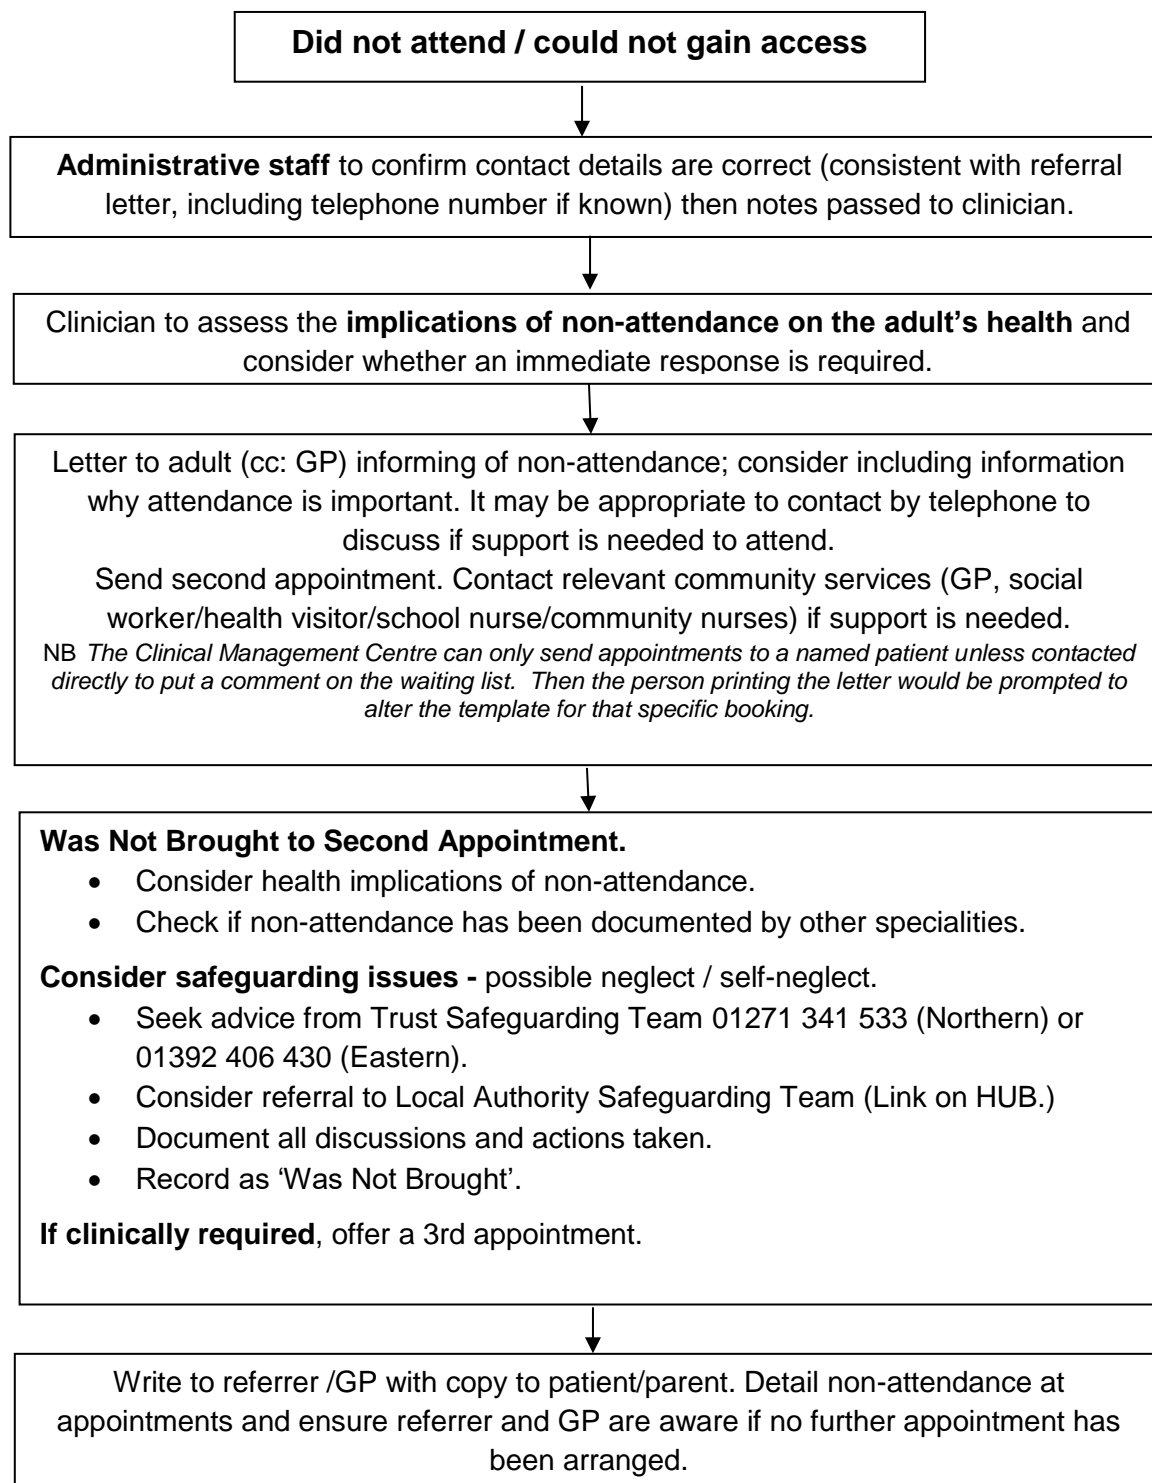 Did not attend / could not gain access
Administrative staff to confirm contact details are correct (consistent with referral
letter, including telephone number if known) then notes passed to clinician.
Clinician to assess the implications of non-attendance on the adult’s health and
consider whether an immediate response is required.
Letter to adult (cc: GP) informing of non-attendance; consider including information
why attendance is important. It may be appropriate to contact by telephone to
discuss if support is needed to attend.
Send second appointment. Contact relevant community services (GP, social
worker/health visitor/school nurse/community nurses) if support is needed.
NB The Clinical Management Centre can only send appointments to a named patient unless contacted
directly to put a comment on the waiting list. Then the person printing the letter would be prompted to
alter the template for that specific booking.
Was Not Brought to Second Appointment.
• Consider health implications of non-attendance.
• Check if non-attendance has been documented by other specialities.
Consider safeguarding issues - possible neglect / self-neglect.
• Seek advice from Trust Safeguarding Team 01271 341 533 (Northern) or
01392 406 430 (Eastern).
• Consider referral to Local Authority Safeguarding Team (Link on HUB.)
• Document all discussions and actions taken.
• Record as ‘Was Not Brought’.
If clinically required, offer a 3rd appointment.
Write to referrer /GP with copy to patient/parent. Detail non-attendance at
appointments and ensure referrer and GP are aware if no further appointment has
been arranged.